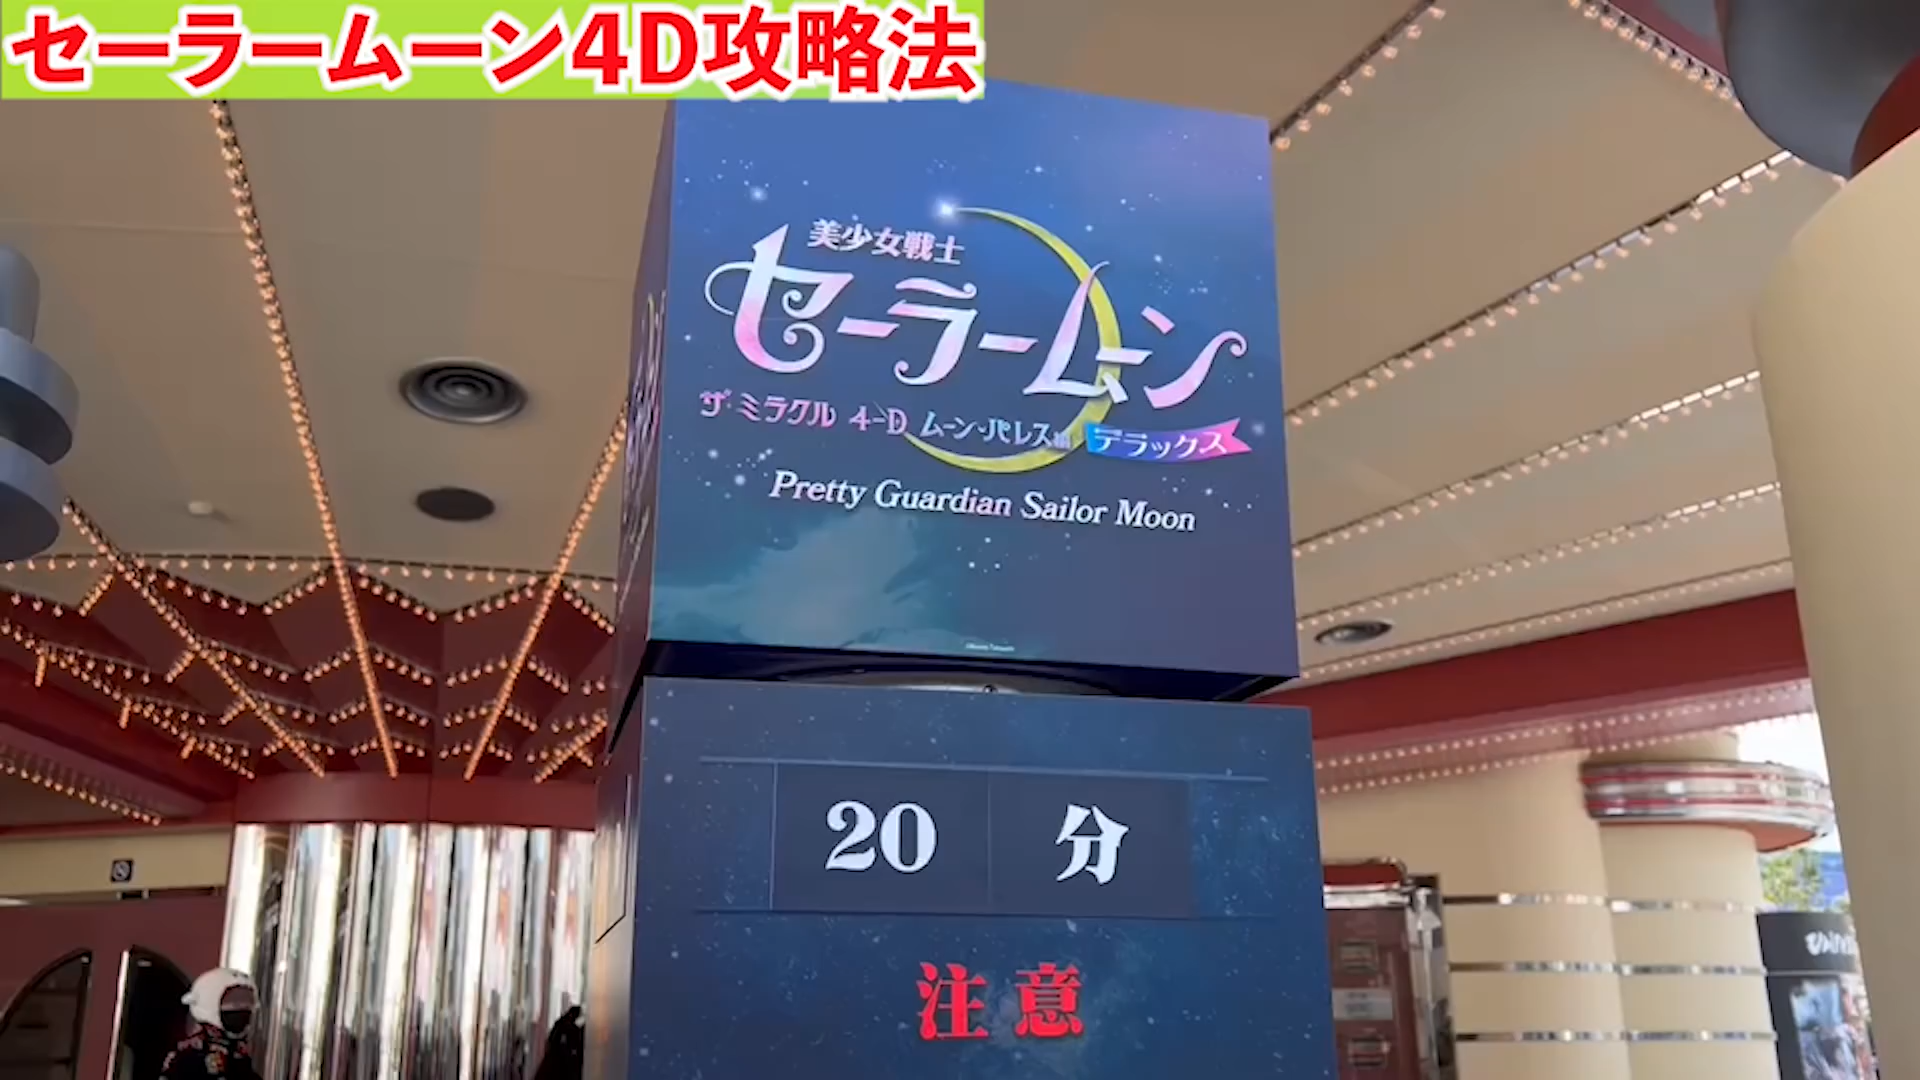 セーラームーン4D攻略法
美少女戦士
セーラームーン
ザ・ミラクル 4-D ムーン・パレス編 デラックス
Pretty Guardian Sailor Moon
20 分
注意